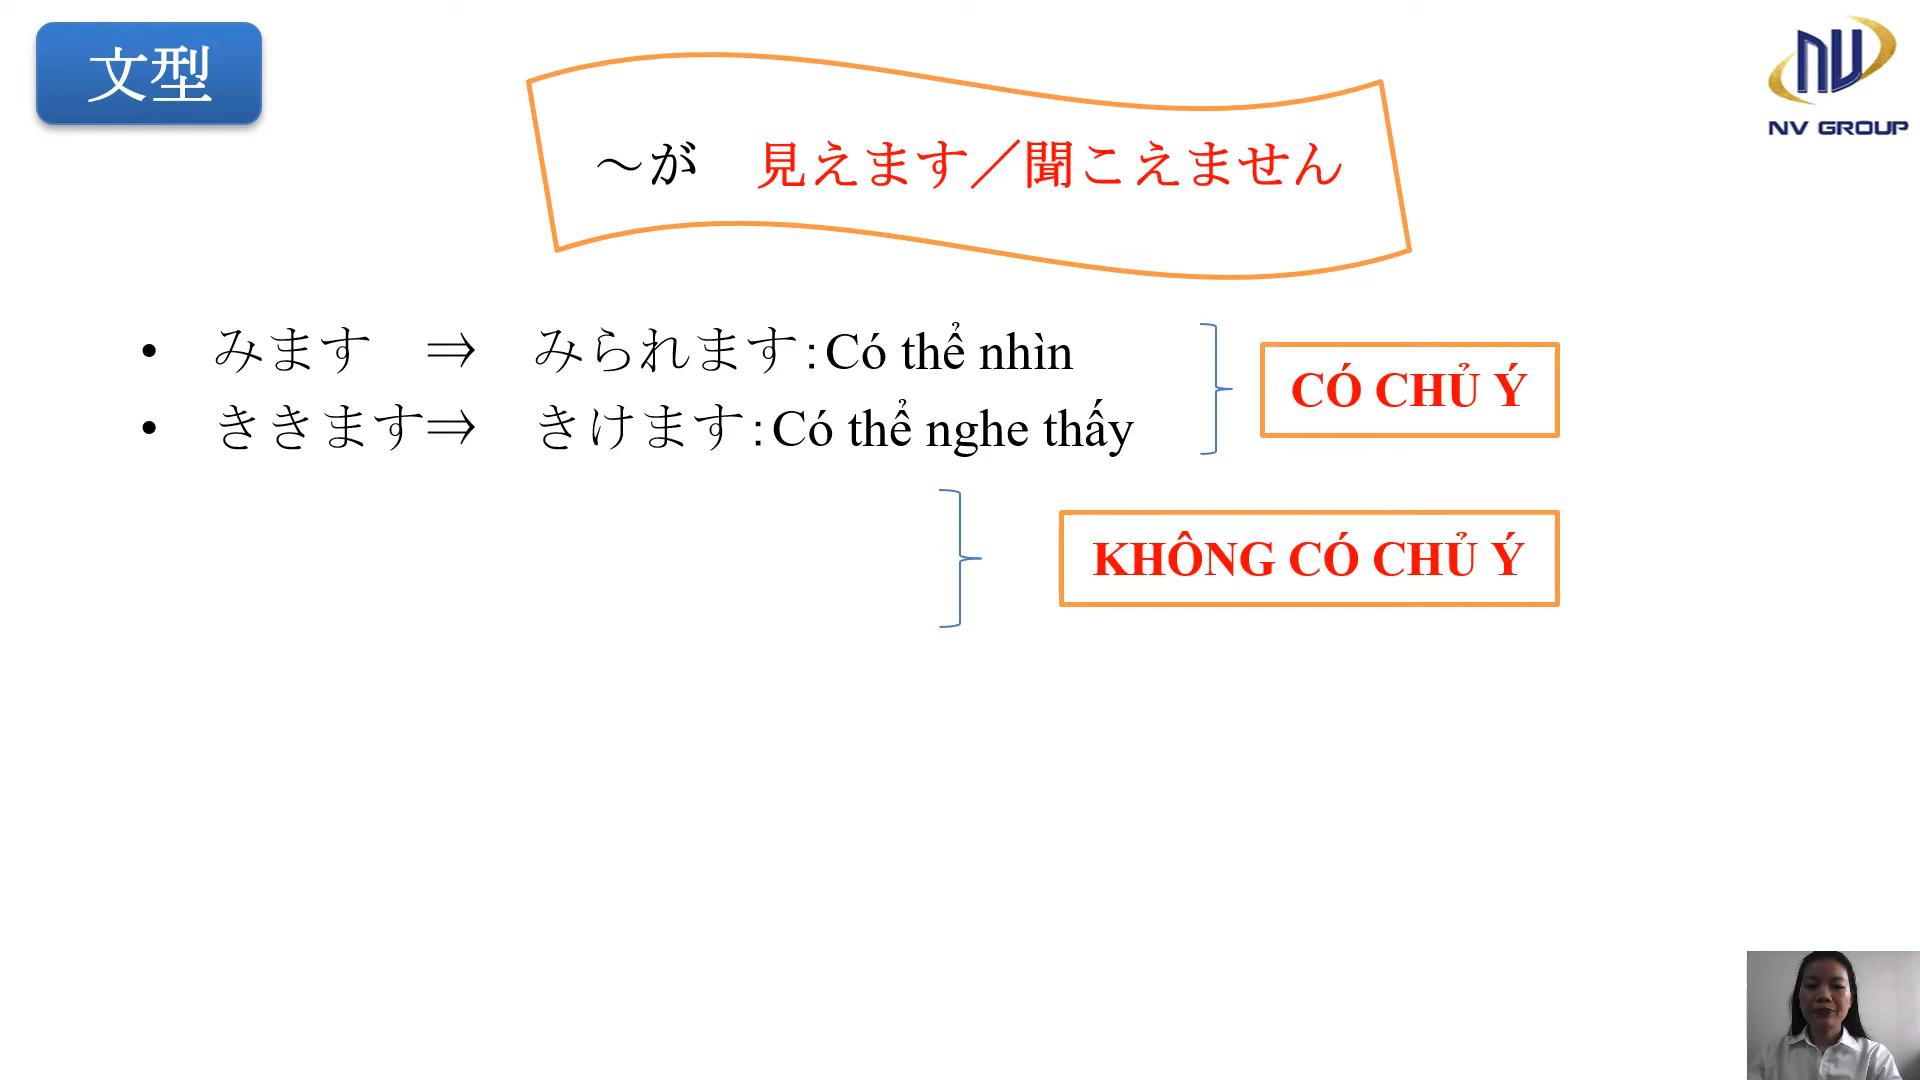 文型
NV GROUP
～が　見えます／聞こえません
• みます ⇒ みられます：Có thể nhìn
• ききます⇒ きけます：Có thể nghe thấy
CÓ CHỦ Ý
KHÔNG CÓ CHỦ Ý